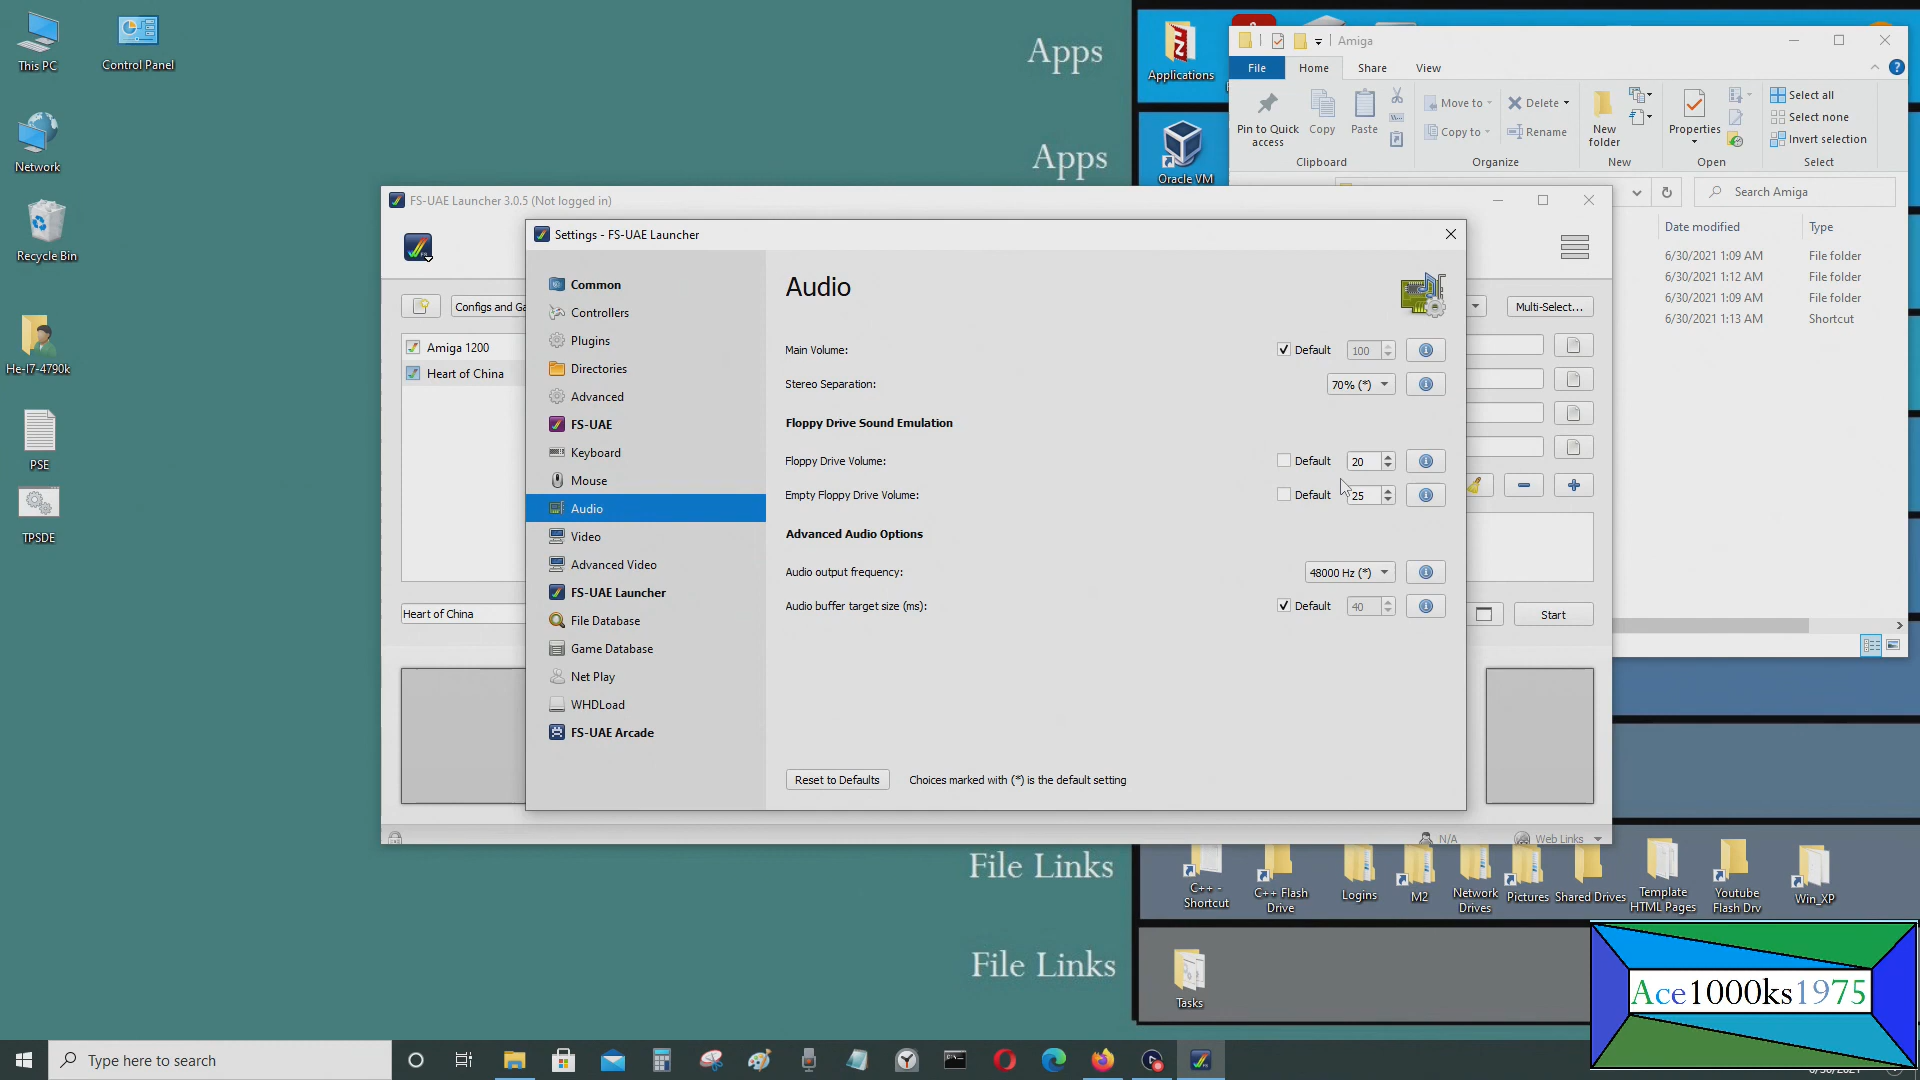 This PC
Control Panel
Network
Recycle Bin
He-I7-4790k
PSE
TPSDE
Apps
Apps
Applications
Oracle VM
Amiga
File
Home
Share
View
Pin to Quick access
Copy
Paste
Move to
Copy to
Delete
Rename
New folder
Properties
Select all
Select none
Invert selection
Clipboard
Organize
New
Open
Select
Search Amiga
Date modified
Type
6/30/2021 1:09 AM File folder
6/30/2021 1:12 AM File folder
6/30/2021 1:09 AM File folder
6/30/2021 1:13 AM Shortcut
FS-UAE Launcher 3.0.5 (Not logged in)
Configs and Ga
Amiga 1200
Heart of China
Heart of China
Multi-Select...
Start
N/A
Web Links
Settings - FS-UAE Launcher
Common
Controllers
Plugins
Directories
Advanced
FS-UAE
Keyboard
Mouse
Audio
Video
Advanced Video
FS-UAE Launcher
File Database
Game Database
Net Play
WHDLoad
FS-UAE Arcade
Audio
Main Volume: Default 100
Stereo Separation: 70% (*)
Floppy Drive Sound Emulation
Floppy Drive Volume: Default 20
Empty Floppy Drive Volume: Default 25
Advanced Audio Options
Audio output frequency: 48000 Hz (*)
Audio buffer target size (ms): Default 40
Reset to Defaults
Choices marked with (*) is the default setting
File Links
C++ - Shortcut
C++ Flash Drive
Logins
M2
Network Drives
Pictures
Shared Drives
Template HTML Pages
Youtube Flash Drv
Win_XP
File Links
Tasks
Ace1000ks1975
Type here to search